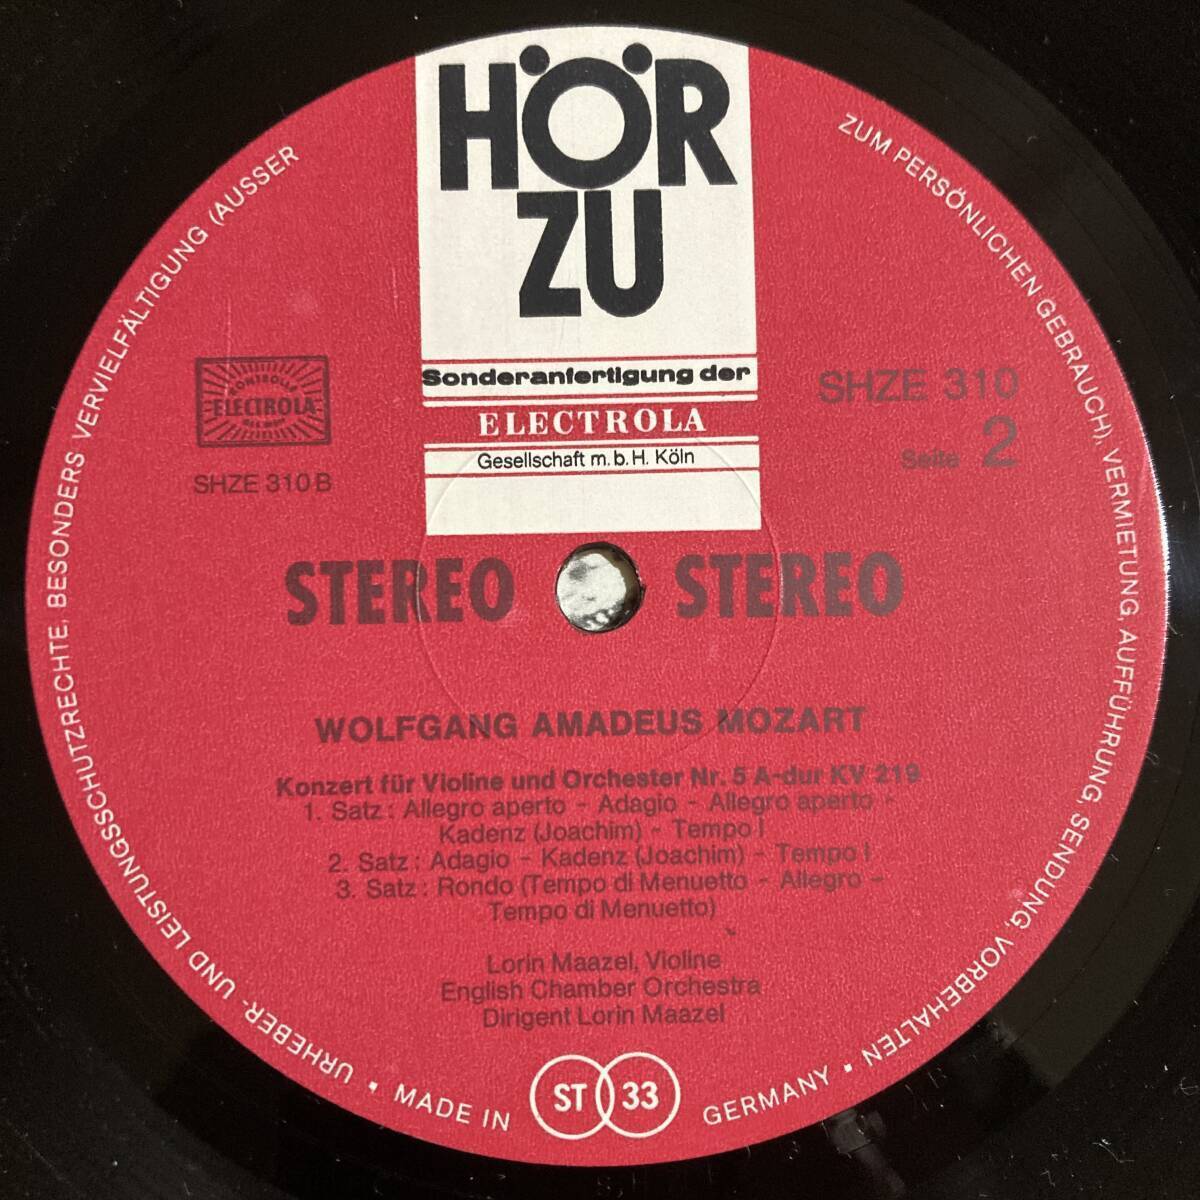 HÖR
ZU
Sonderanfertigung der
ELECTROLA
Gesellschaft m.b.H. Köln
ELECTROLA
SHZE 310 B
SHZE 310
Seite 2
STEREO STEREO
WOLFGANG AMADEUS MOZART
Konzert für Violine und Orchester Nr. 5 A-dur KV 219
1. Satz : Allegro aperto - Adagio - Allegro aperto -
Kadenz (Joachim) - Tempo I
2. Satz : Adagio - Kadenz (Joachim) - Tempo I
3. Satz : Rondo (Tempo di Menuetto - Allegro -
Tempo di Menuetto)
Lorin Maazel, Violine
English Chamber Orchestra
Dirigent Lorin Maazel
URHEBER- UND LEISTUNGSSCHUTZRECHTE, BESONDERS VERVIELFÄLTIGUNG (AUSSER
ZUM PERSÖNLICHEN GEBRAUCH), VERMIETUNG, AUFFÜHRUNG, SENDUNG, VORBEHALTEN
▪ MADE IN ST 33 GERMANY ▪